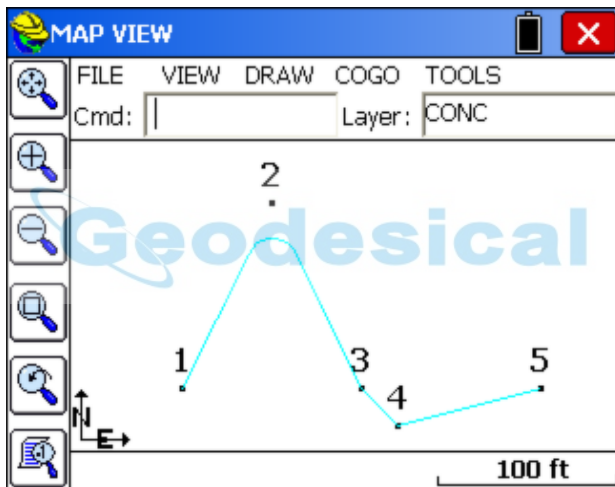 MAP VIEW
FILE VIEW DRAW COGO TOOLS
Cmd: Layer: CONC
Geodesical
2
1 3 4 5
N
E
100 ft